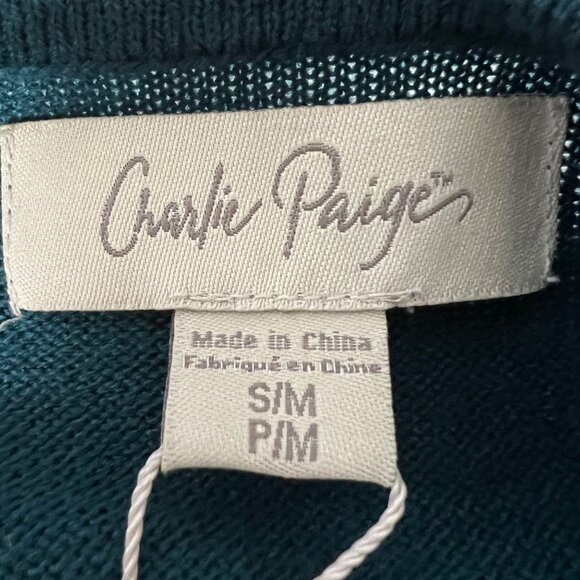 Charlie Paige™
Made in China
Fabriqué en Chine
S/M
P/M